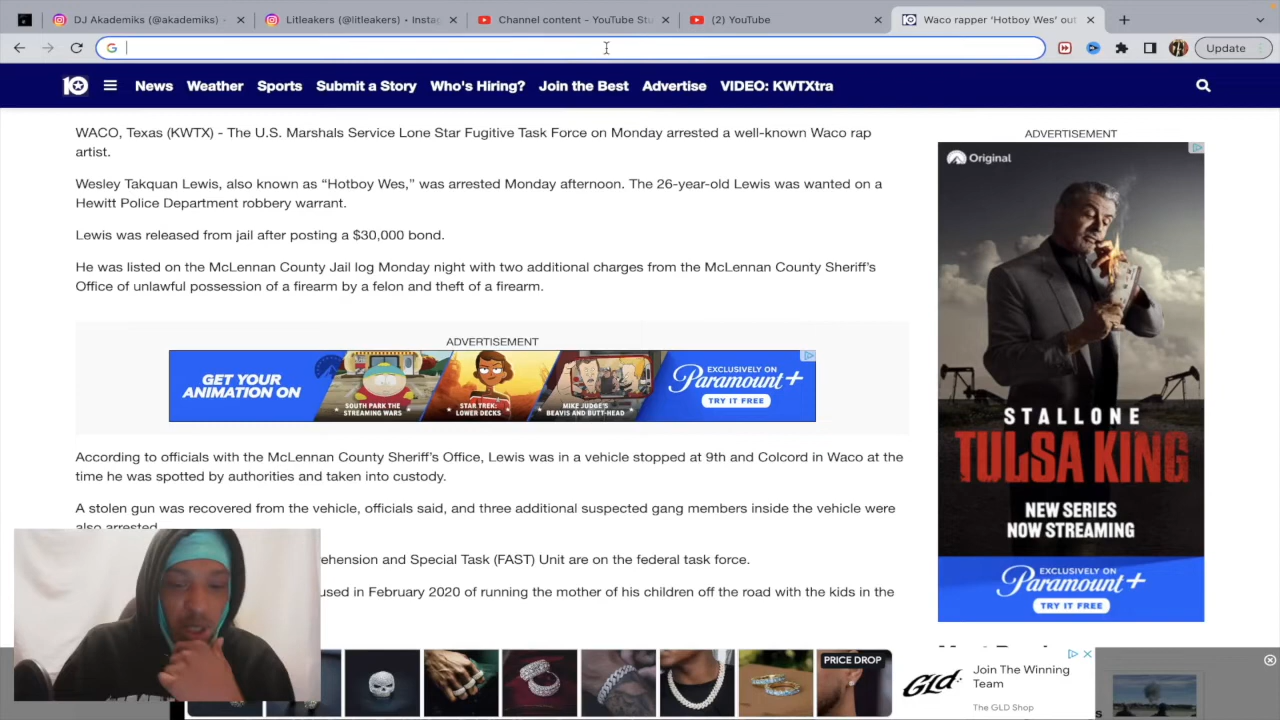 DJ Akademiks (@akademiks) ·
Litleakers (@litleakers) • Insta
Channel content - YouTube Stu
(2) YouTube
Waco rapper ‘Hotboy Wes’ out
Update
10
News
Weather
Sports
Submit a Story
Who's Hiring?
Join the Best
Advertise
VIDEO: KWTXtra
WACO, Texas (KWTX) - The U.S. Marshals Service Lone Star Fugitive Task Force on Monday arrested a well-known Waco rap
artist.
Wesley Takquan Lewis, also known as “Hotboy Wes,” was arrested Monday afternoon. The 26-year-old Lewis was wanted on a
Hewitt Police Department robbery warrant.
Lewis was released from jail after posting a $30,000 bond.
He was listed on the McLennan County Jail log Monday night with two additional charges from the McLennan County Sheriff’s
Office of unlawful possession of a firearm by a felon and theft of a firearm.
ADVERTISEMENT
GET YOUR
ANIMATION ON
SOUTH PARK THE
STREAMING WARS
STAR TREK:
LOWER DECKS
MIKE JUDGE'S
BEAVIS AND BUTT-HEAD
EXCLUSIVELY ON
Paramount+
TRY IT FREE
According to officials with the McLennan County Sheriff’s Office, Lewis was in a vehicle stopped at 9th and Colcord in Waco at the
time he was spotted by authorities and taken into custody.
A stolen gun was recovered from the vehicle, officials said, and three additional suspected gang members inside the vehicle were
also arrested.
rehension and Special Task (FAST) Unit are on the federal task force.
used in February 2020 of running the mother of his children off the road with the kids in the
ADVERTISEMENT
Original
STALLONE
TULSA KING
NEW SERIES
NOW STREAMING
EXCLUSIVELY ON
Paramount+
TRY IT FREE
PRICE DROP
GLD
Join The Winning
Team
The GLD Shop